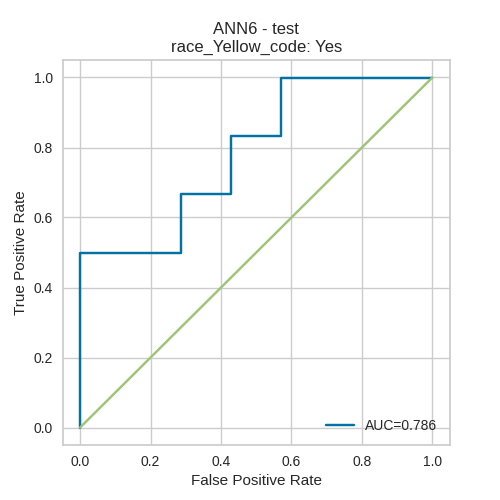 ANN6 - test
race_Yellow_code: Yes
True Positive Rate
1.0
0.8
0.6
0.4
0.2
0.0
AUC=0.786
0.0 0.2 0.4 0.6 0.8 1.0
False Positive Rate